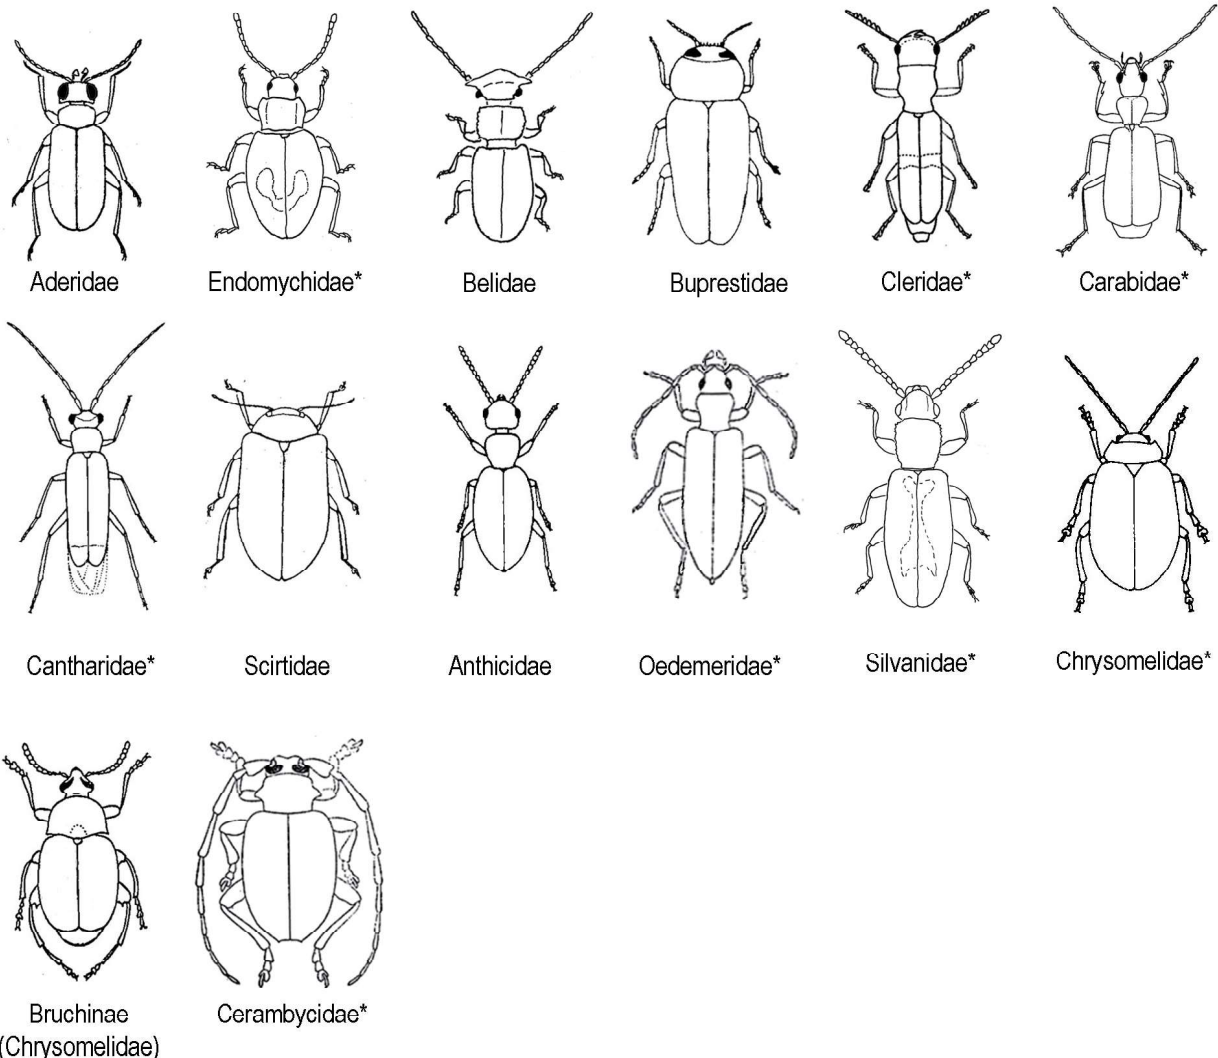 Aderidae
Endomychidae*
Belidae
Buprestidae
Cleridae*
Carabidae*
Cantharidae*
Scirtidae
Anthicidae
Oedemeridae*
Silvanidae*
Chrysomelidae*
Bruchinae
(Chrysomelidae)
Cerambycidae*